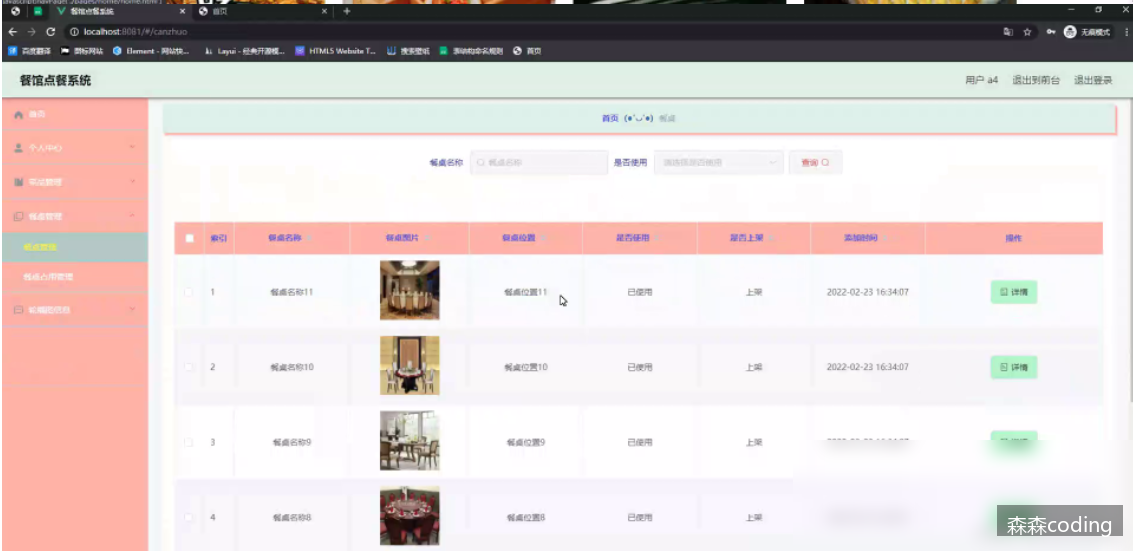 餐馆点餐系统
首页
localhost:8081/#/canzhuo
无痕模式
百度翻译
图标网站
Element - 网站快...
Layui - 经典开源模...
HTML5 Website T...
搜索壁纸
驱动的命名规则
首页
餐馆点餐系统
用户 a4 退出到前台 退出登录
首页
个人中心
餐桌管理
餐桌管理
餐桌占用管理
首页 (●'◡'●) 餐桌
餐桌名称 餐桌名称 是否使用 请选择是否使用 查询
索引 餐桌名称 餐桌图片 餐桌位置 是否使用 是否上架 添加时间 操作
1 餐桌名称11 餐桌位置11 已使用 上架 2022-02-23 16:34:07 详情
2 餐桌名称10 餐桌位置10 已使用 上架 2022-02-23 16:34:07 详情
3 餐桌名称9 餐桌位置9 已使用 上架
4 餐桌名称8 餐桌位置8 已使用 上架
森森coding